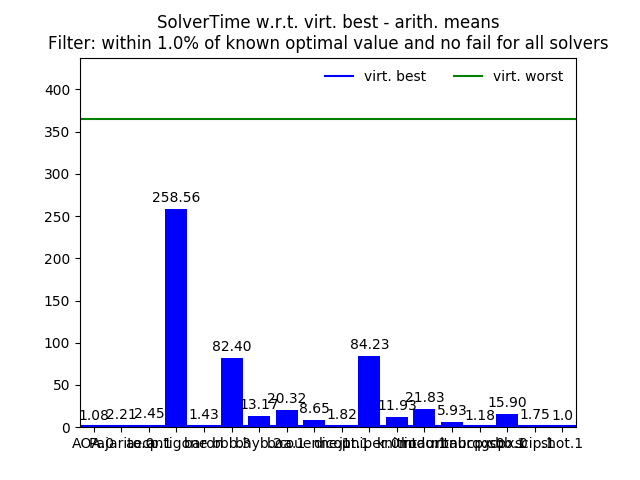 SolverTime w.r.t. virt. best - arith. means
Filter: within 1.0% of known optimal value and no fail for all solvers
virt. best virt. worst
400
350
300
250
200
150
100
50
0
1.08 2.21 2.45 258.56 1.43 82.40 13.17 20.32 8.65 1.82 84.23 11.93 21.83 5.93 1.18 15.90 1.75 1.0
shot.1